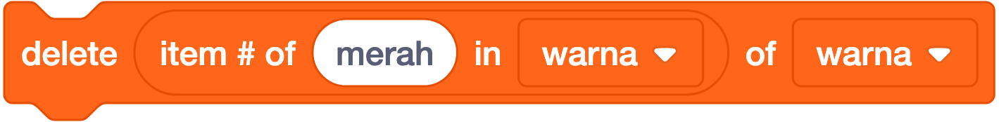 delete item # of merah in warna of warna